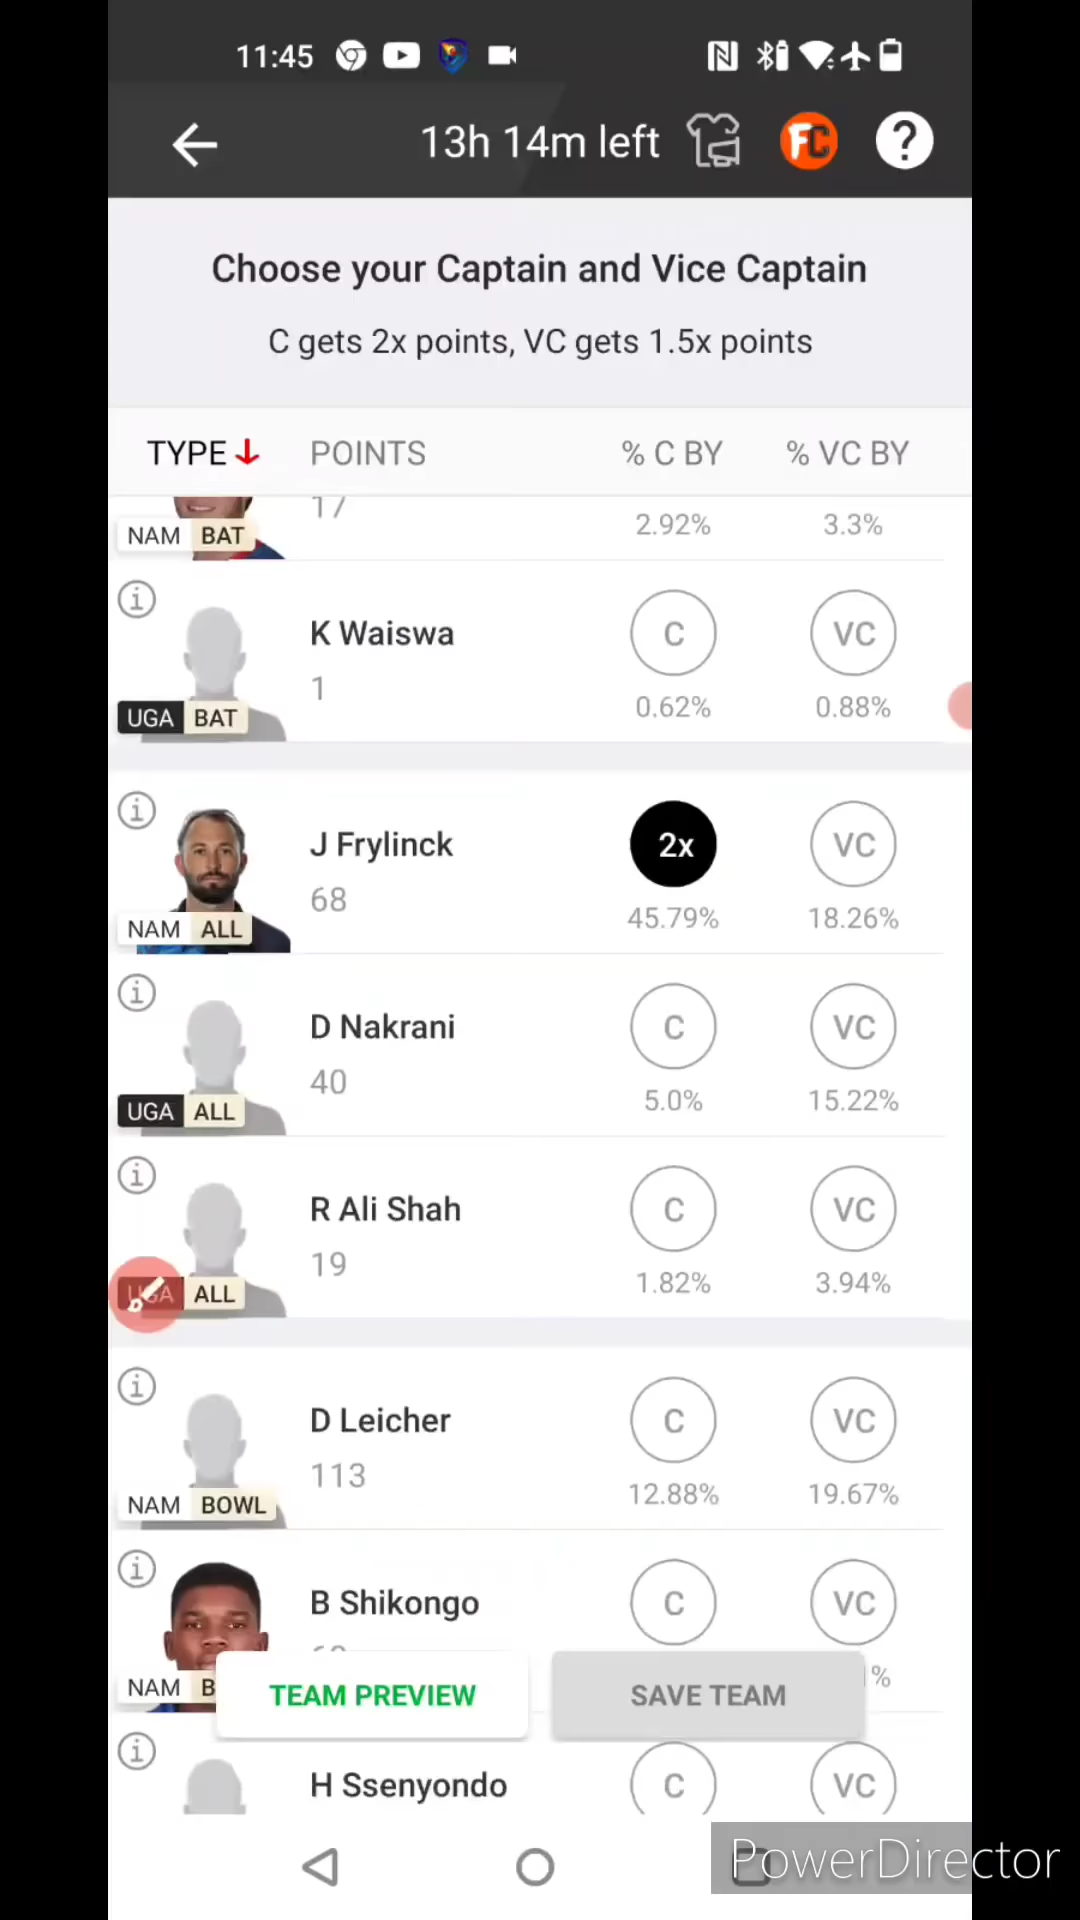 11:45
13h 14m left FC ?
Choose your Captain and Vice Captain
C gets 2x points, VC gets 1.5x points
TYPE POINTS % C BY % VC BY
17
2.92% 3.3%
NAM BAT
K Waiswa C VC
1
0.62% 0.88%
UGA BAT
J Frylinck 2x VC
68
45.79% 18.26%
NAM ALL
D Nakrani C VC
40
5.0% 15.22%
UGA ALL
R Ali Shah C VC
19
1.82% 3.94%
UGA ALL
D Leicher C VC
113
12.88% 19.67%
NAM BOWL
B Shikongo C VC
%
NAM B
TEAM PREVIEW SAVE TEAM
H Ssenyondo C VC
PowerDirector